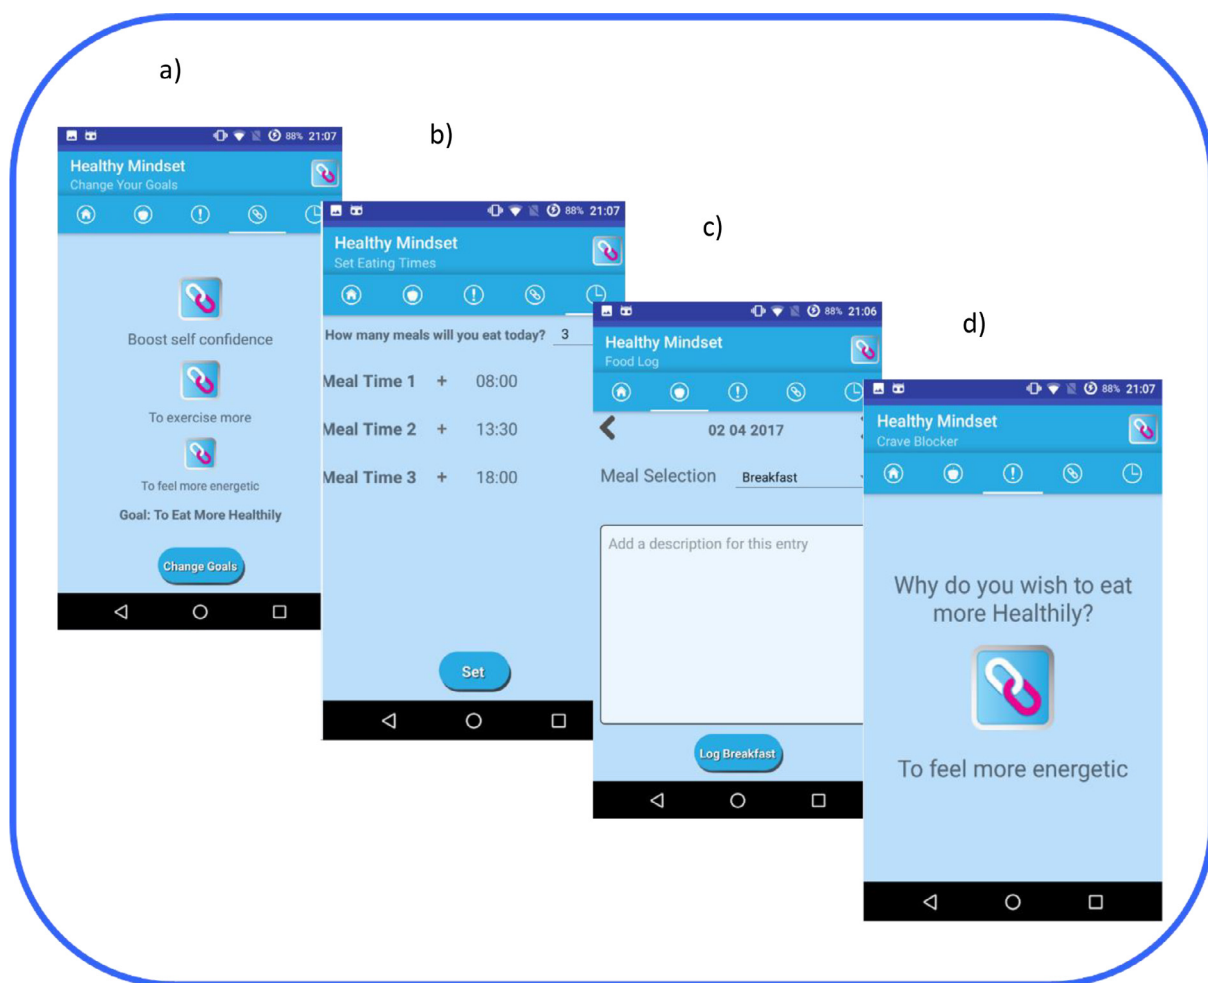 a)
88% 21:07
Healthy Mindset
Change Your Goals
Boost self confidence
To exercise more
To feel more energetic
Goal: To Eat More Healthily
Change Goals
b)
88% 21:07
Healthy Mindset
Set Eating Times
How many meals will you eat today? 3
Meal Time 1 + 08:00
Meal Time 2 + 13:30
Meal Time 3 + 18:00
Set
c)
88% 21:06
Healthy Mindset
Food Log
02 04 2017
Meal Selection Breakfast
Add a description for this entry
Log Breakfast
d)
88% 21:07
Healthy Mindset
Crave Blocker
Why do you wish to eat
more Healthily?
To feel more energetic